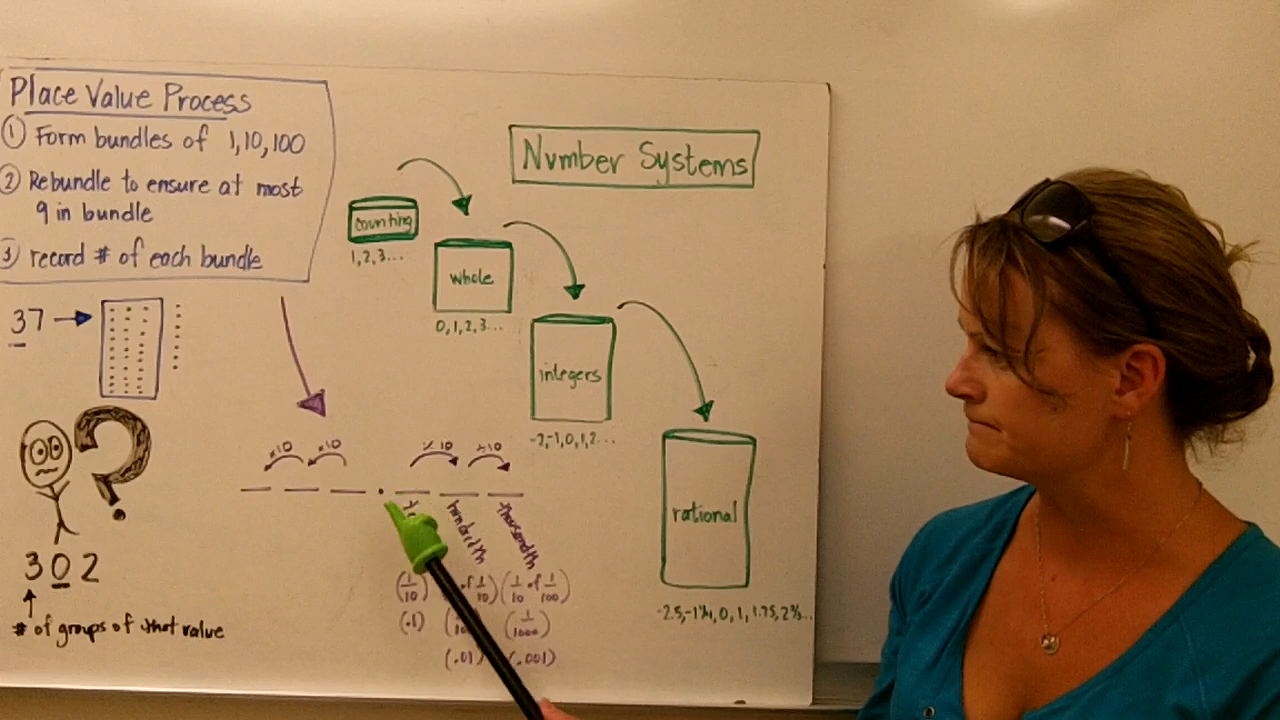 Place Value Process
① Form bundles of 1,10,100
② Rebundle to ensure at most
9 in bundle
③ record # of each bundle
37
302
# of groups of that value
Number Systems
counting
1,2,3...
whole
0,1,2,3...
integers
-2,-1,0,1,2...
rational
-2.5,-1¼,0,1,1.75,2⅔...
x10 x10 ÷10 ÷10
hundredth thousandth
(1/10) of 1/10) (1/10 of 1/100)
(.1) (1/1000)
(.01) (.001)